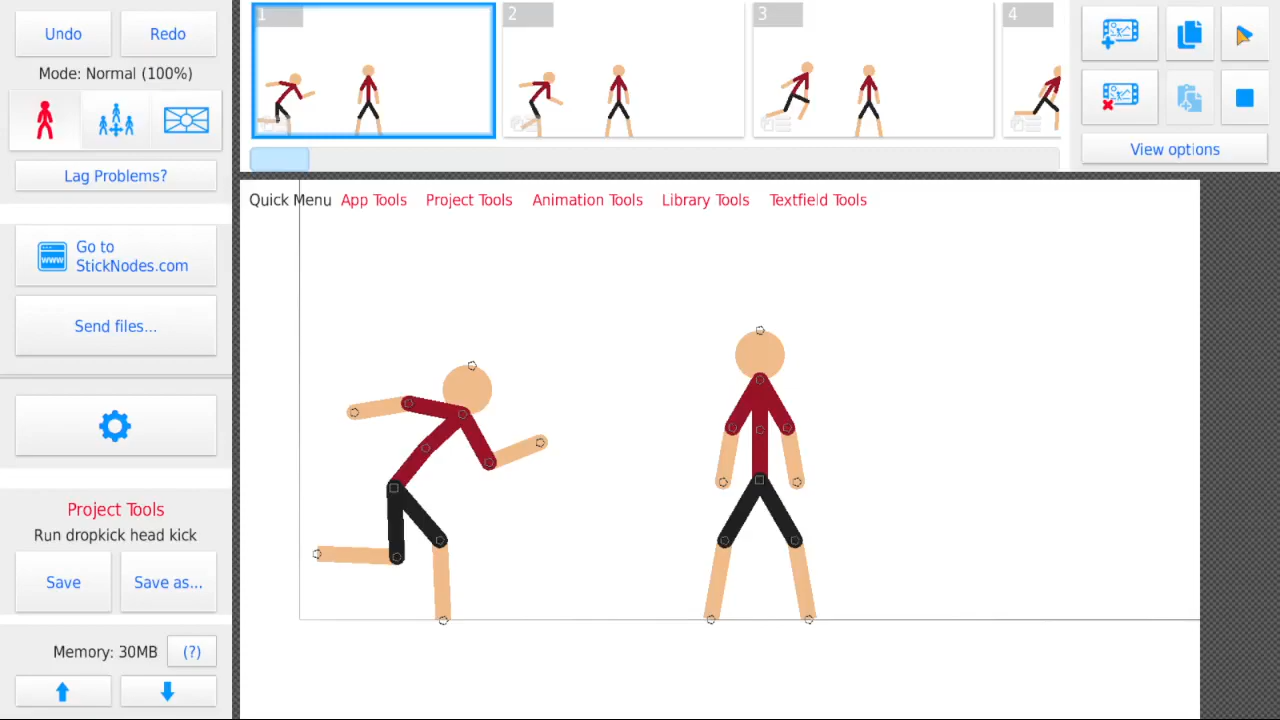 Undo
Redo
Mode: Normal (100%)
Lag Problems?
www
Go to
StickNodes.com
Send files...
Project Tools
Run dropkick head kick
Save
Save as...
Memory: 30MB
(?)
1
2
3
4
View options
Quick Menu
App Tools
Project Tools
Animation Tools
Library Tools
Textfield Tools